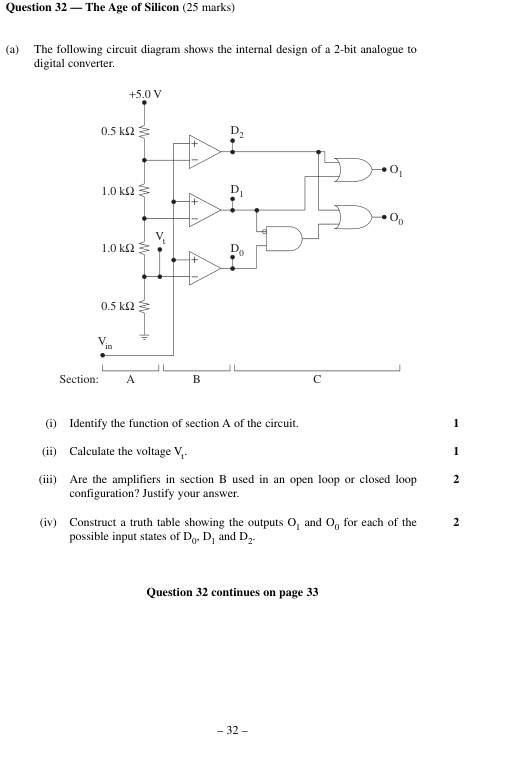 Question 32 — The Age of Silicon (25 marks)
(a) The following circuit diagram shows the internal design of a 2-bit analogue to
digital converter.
+5.0 V
0.5 kΩ
1.0 kΩ
1.0 kΩ
0.5 kΩ
V_t
V_in
+
–
+
–
+
–
D_2
D_1
D_0
O_1
O_0
Section: A B C
(i) Identify the function of section A of the circuit. 1
(ii) Calculate the voltage V_t. 1
(iii) Are the amplifiers in section B used in an open loop or closed loop 2
configuration? Justify your answer.
(iv) Construct a truth table showing the outputs O_1 and O_0 for each of the 2
possible input states of D_0, D_1 and D_2.
Question 32 continues on page 33
– 32 –